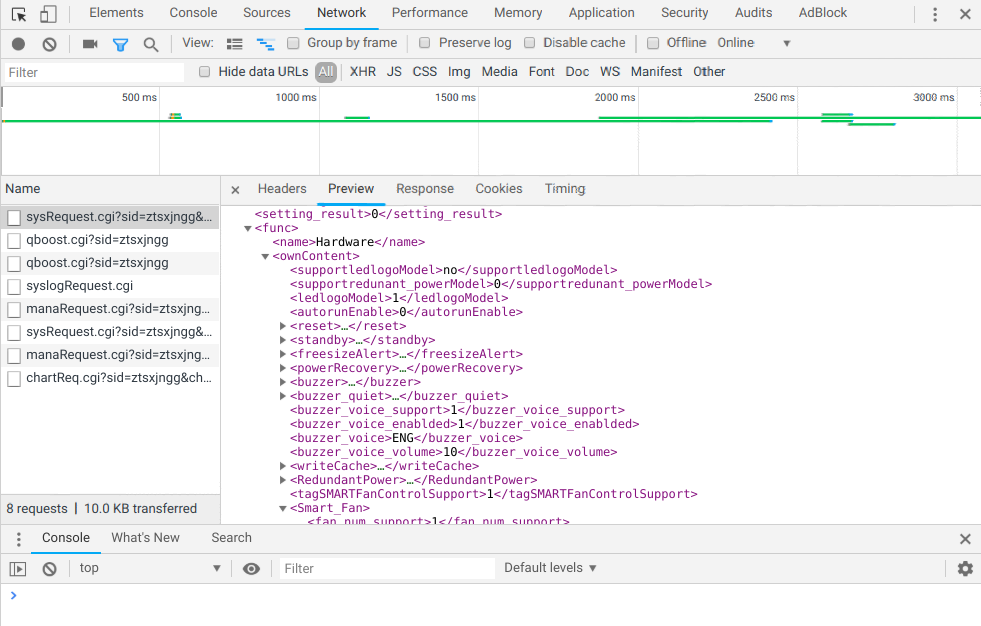 Elements Console Sources Network Performance Memory Application Security Audits AdBlock
View: Group by frame Preserve log Disable cache Offline Online
Filter Hide data URLs All XHR JS CSS Img Media Font Doc WS Manifest Other
500 ms 1000 ms 1500 ms 2000 ms 2500 ms 3000 ms
Name
sysRequest.cgi?sid=ztsxjngg&...
qboost.cgi?sid=ztsxjngg
qboost.cgi?sid=ztsxjngg
syslogRequest.cgi
manaRequest.cgi?sid=ztsxjng...
sysRequest.cgi?sid=ztsxjngg&...
manaRequest.cgi?sid=ztsxjng...
chartReq.cgi?sid=ztsxjngg&ch...
8 requests | 10.0 KB transferred
Headers Preview Response Cookies Timing
<setting_result>0</setting_result>
<func>
<name>Hardware</name>
<ownContent>
<supportledlogoModel>no</supportledlogoModel>
<supportredunant_powerModel>0</supportredunant_powerModel>
<ledlogoModel>1</ledlogoModel>
<autorunEnable>0</autorunEnable>
<reset>…</reset>
<standby>…</standby>
<freesizeAlert>…</freesizeAlert>
<powerRecovery>…</powerRecovery>
<buzzer>…</buzzer>
<buzzer_quiet>…</buzzer_quiet>
<buzzer_voice_support>1</buzzer_voice_support>
<buzzer_voice_enablded>1</buzzer_voice_enablded>
<buzzer_voice>ENG</buzzer_voice>
<buzzer_voice_volume>10</buzzer_voice_volume>
<writeCache>…</writeCache>
<RedundantPower>…</RedundantPower>
<tagSMARTFanControlSupport>1</tagSMARTFanControlSupport>
<Smart_Fan>
<fan_num_support>1</fan_num_support>
Console What's New Search
top Filter Default levels